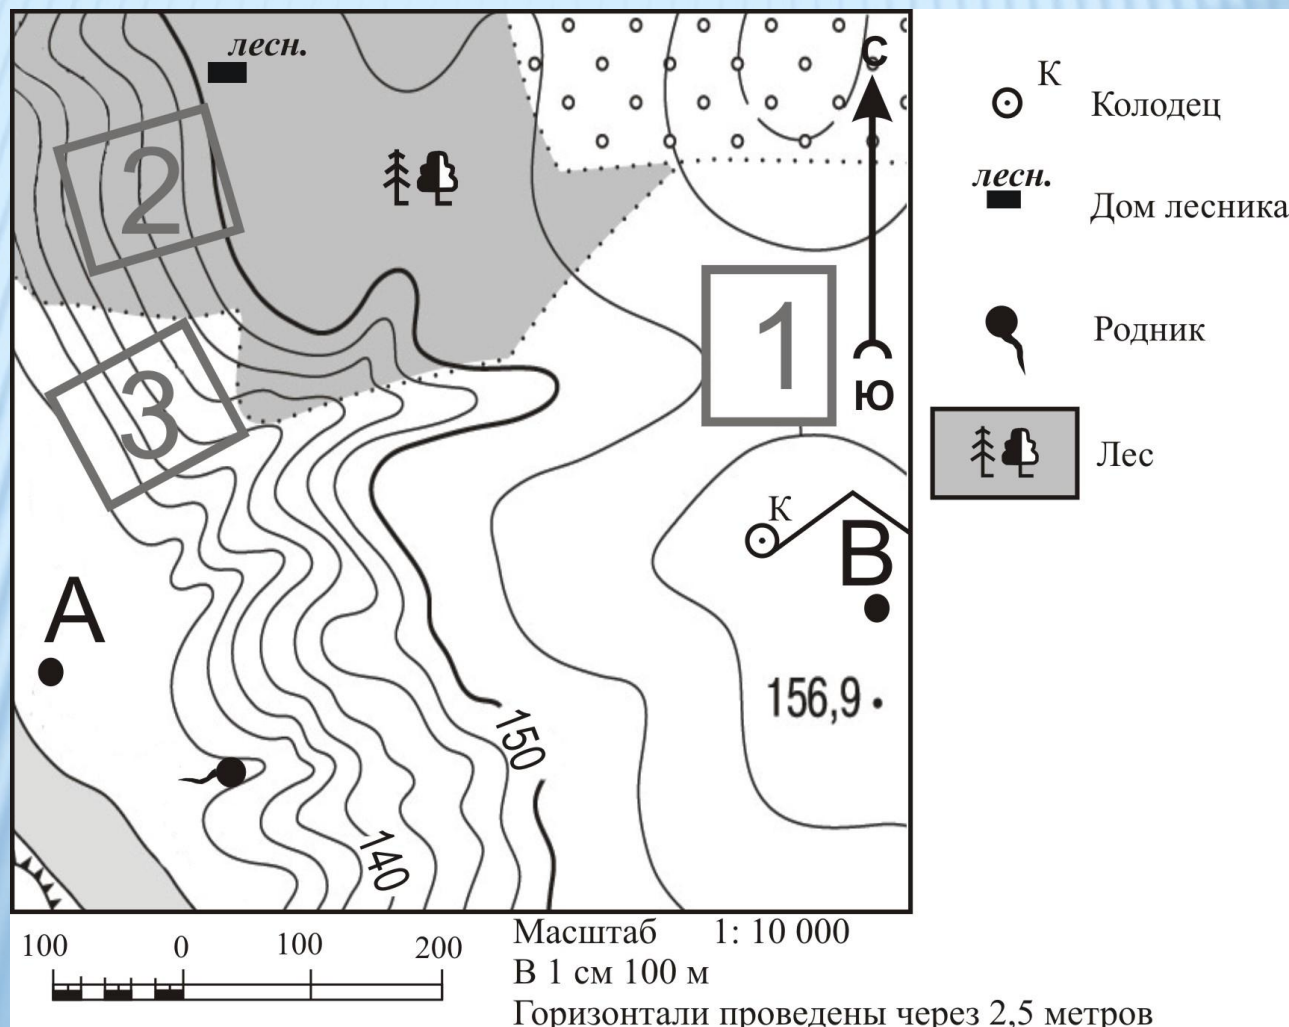 лесн.
С
2
1
Ю
3
К
В
А
156,9
150
140
К
Колодец
лесн.
Дом лесника
Родник
Лес
100 0 100 200
Масштаб 1: 10 000
В 1 см 100 м
Горизонтали проведены через 2,5 метров